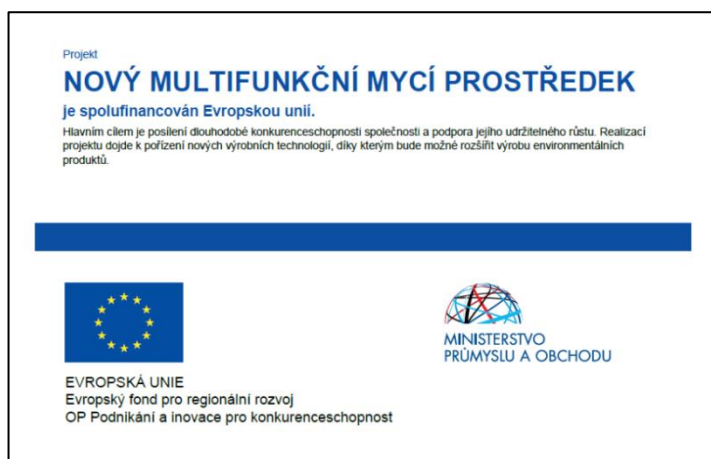 Projekt
NOVÝ MULTIFUNKČNÍ MYCÍ PROSTŘEDEK
je spolufinancován Evropskou unií.
Hlavním cílem je posílení dlouhodobé konkurenceschopnosti společnosti a podpora jejího udržitelného růstu. Realizací
projektu dojde k pořízení nových výrobních technologií, díky kterým bude možné rozšířit výrobu environmentálních
produktů.
MINISTERSTVO
PRŮMYSLU A OBCHODU
EVROPSKÁ UNIE
Evropský fond pro regionální rozvoj
OP Podnikání a inovace pro konkurenceschopnost